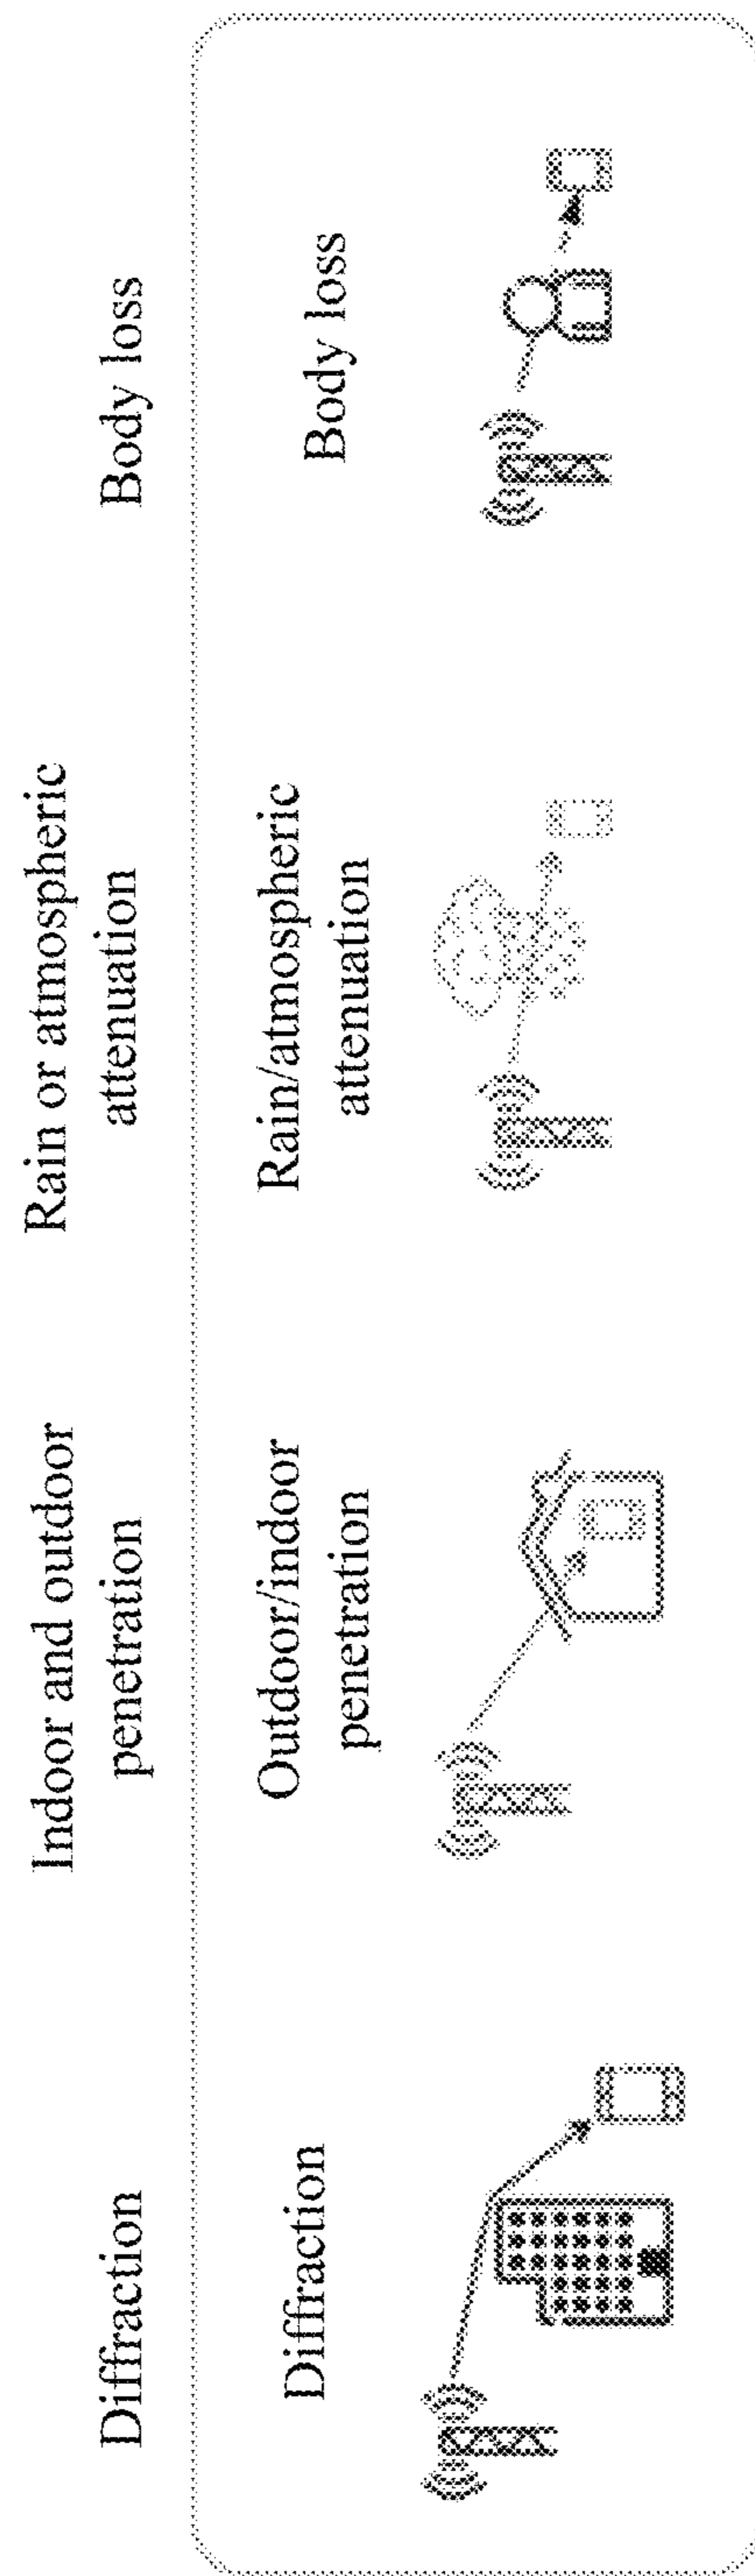 Diffraction
Indoor and outdoor
penetration
Rain or atmospheric
attenuation
Body loss
Diffraction
Outdoor/indoor
penetration
Rain/atmospheric
attenuation
Body loss